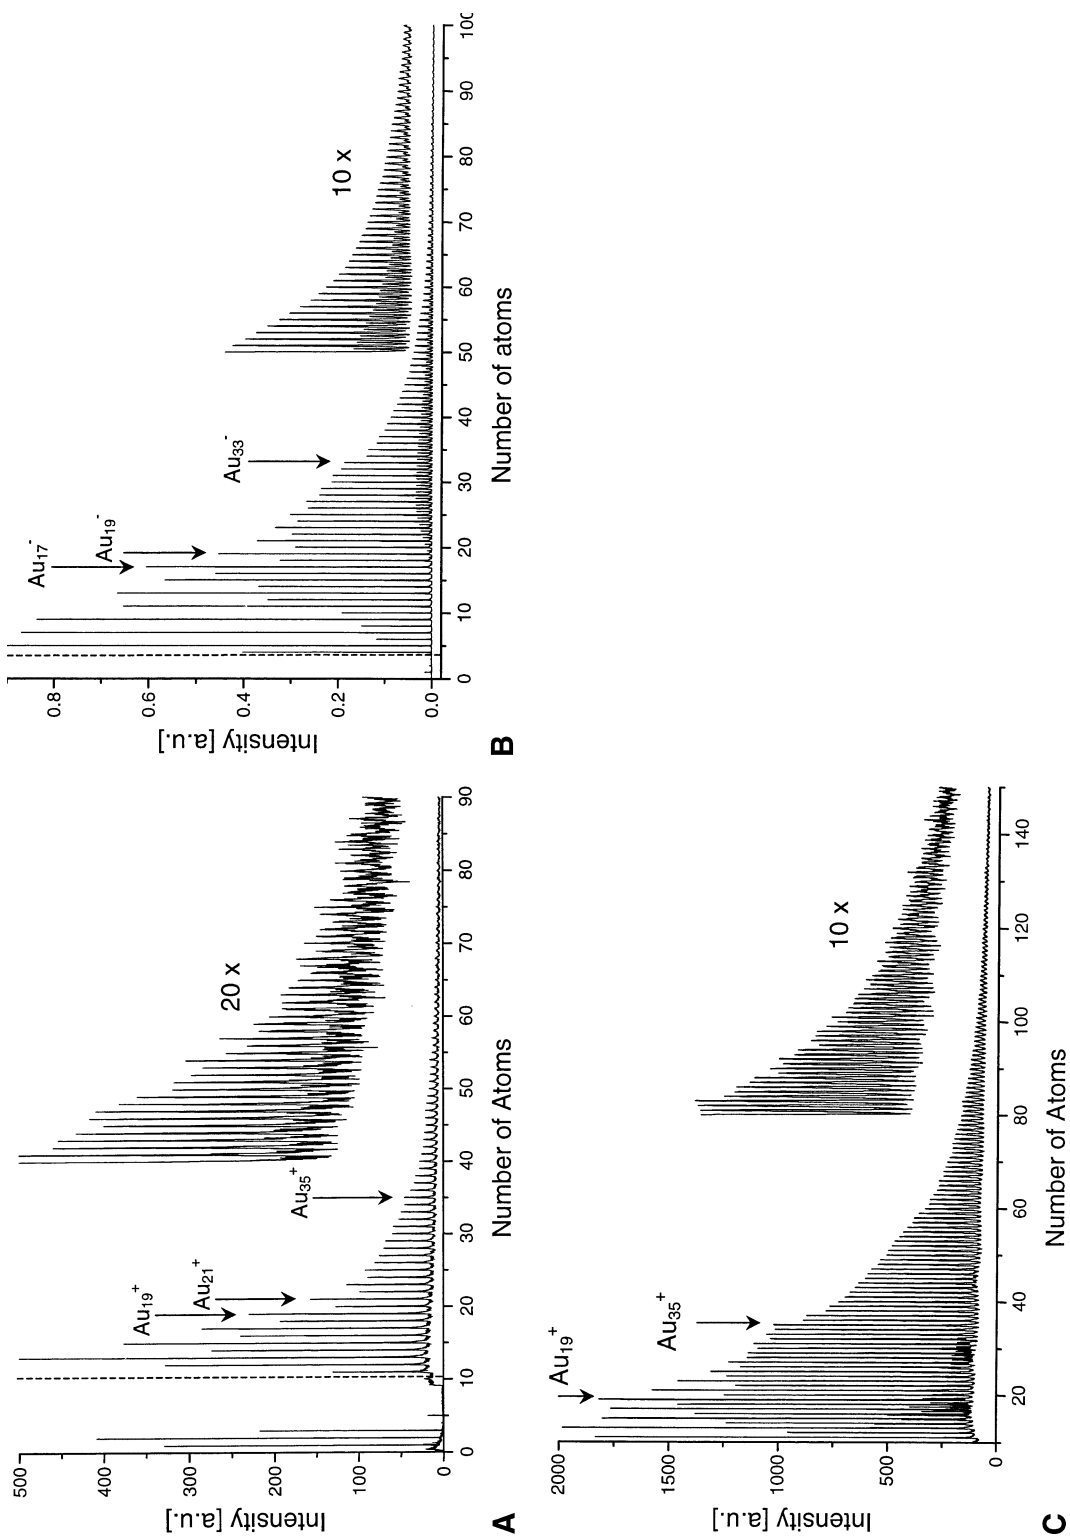 500
400
300
200
100
0
Intensity [a.u.]
Au19+
Au21+
Au35+
20 x
0 10 20 30 40 50 60 70 80 90
Number of Atoms
A
0.8
0.6
0.4
0.2
0.0
Intensity [a.u.]
Au17-
Au19-
Au33-
10 x
0 10 20 30 40 50 60 70 80 90 100
Number of atoms
B
2000
1500
1000
500
0
Intensity [a.u.]
Au19+
Au35+
10 x
20 40 60 80 100 120 140
Number of Atoms
C